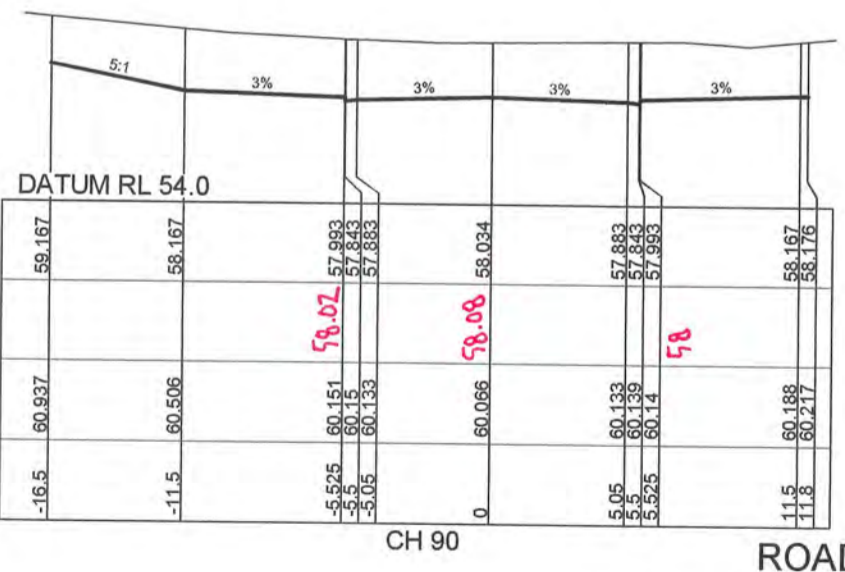 5:1 3% 3% 3% 3%
DATUM RL 54.0
59.167 58.167 57.993 57.843 57.883 58.034 57.883 57.843 57.993 58.167 58.176
58.02 58.08 58
60.937 60.506 60.151 60.15 60.133 60.066 60.133 60.139 60.14 60.188 60.217
-16.5 -11.5 -5.525 -5.5 -5.05 0 5.05 5.5 5.525 11.5 11.8
CH 90
ROAD